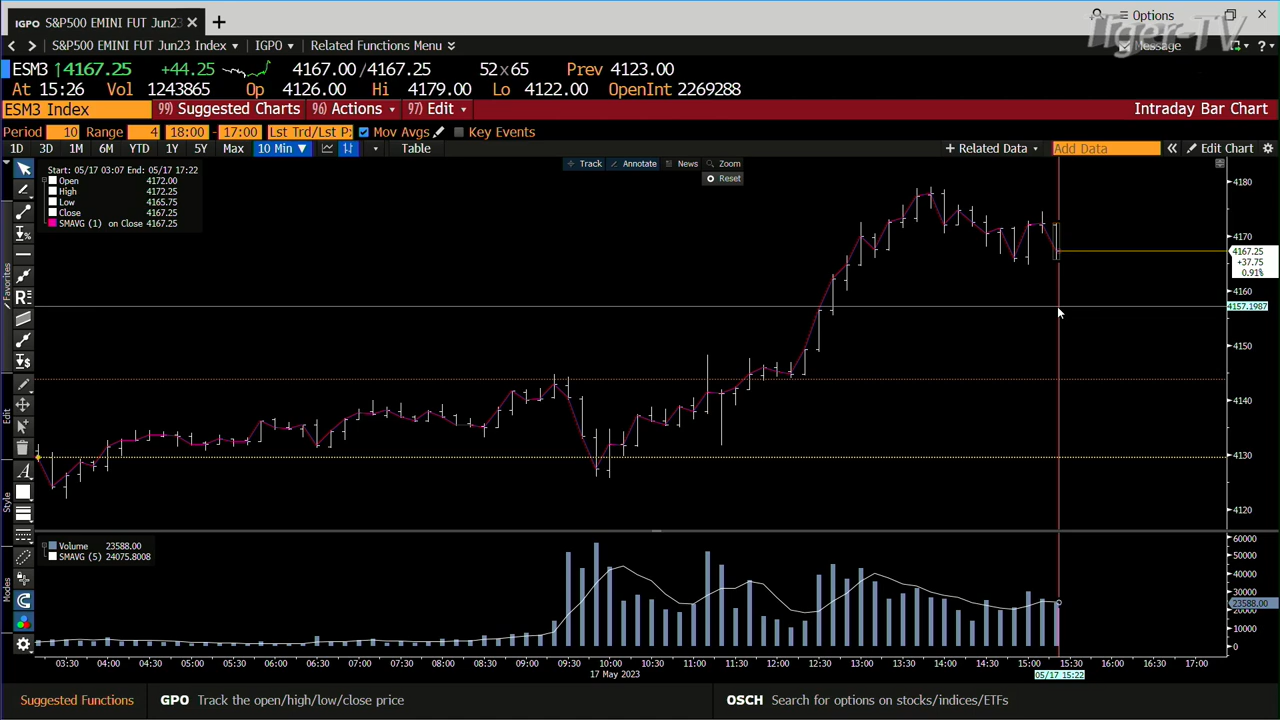 IGPO S&P500 EMINI FUT Jun23 × +
Options
Tiger-TV
< > S&P500 EMINI FUT Jun23 Index IGPO Related Functions Menu Message ?
ESM3 ↑4167.25 +44.25 4167.00/4167.25 52×65 Prev 4123.00
At 15:26 Vol 1243865 Op 4126.00 Hi 4179.00 Lo 4122.00 OpenInt 2269288
ESM3 Index 99) Suggested Charts 96) Actions 97) Edit Intraday Bar Chart
Period 10 Range 4 18:00 - 17:00 Lst Trd/Lst P Mov Avgs Key Events
1D 3D 1M 6M YTD 1Y 5Y Max 10 Min ▼ Table + Related Data Add Data « Edit Chart
Track Annotate News Zoom
Reset
Start: 05/17 03:07 End: 05/17 17:22
Open 4172.00
High 4172.25
Low 4165.75
Close 4167.25
SMAVG (1) on Close 4167.25
4180
4170
4167.25
+37.75
0.91%
4160
4157.1987
4150
4140
4130
4120
Favorites
Edit
Style
Modes
Volume 23588.00
SMAVG (5) 24075.8008
60000
50000
40000
30000
23588.00
10000
0
03:30 04:00 04:30 05:00 05:30 06:00 06:30 07:00 07:30 08:00 08:30 09:00 09:30 10:00 10:30 11:00 11:30 12:00 12:30 13:00 13:30 14:00 14:30 15:00 15:30 16:00 16:30 17:00
17 May 2023
05/17 15:22
Suggested Functions GPO Track the open/high/low/close price OSCH Search for options on stocks/indices/ETFs